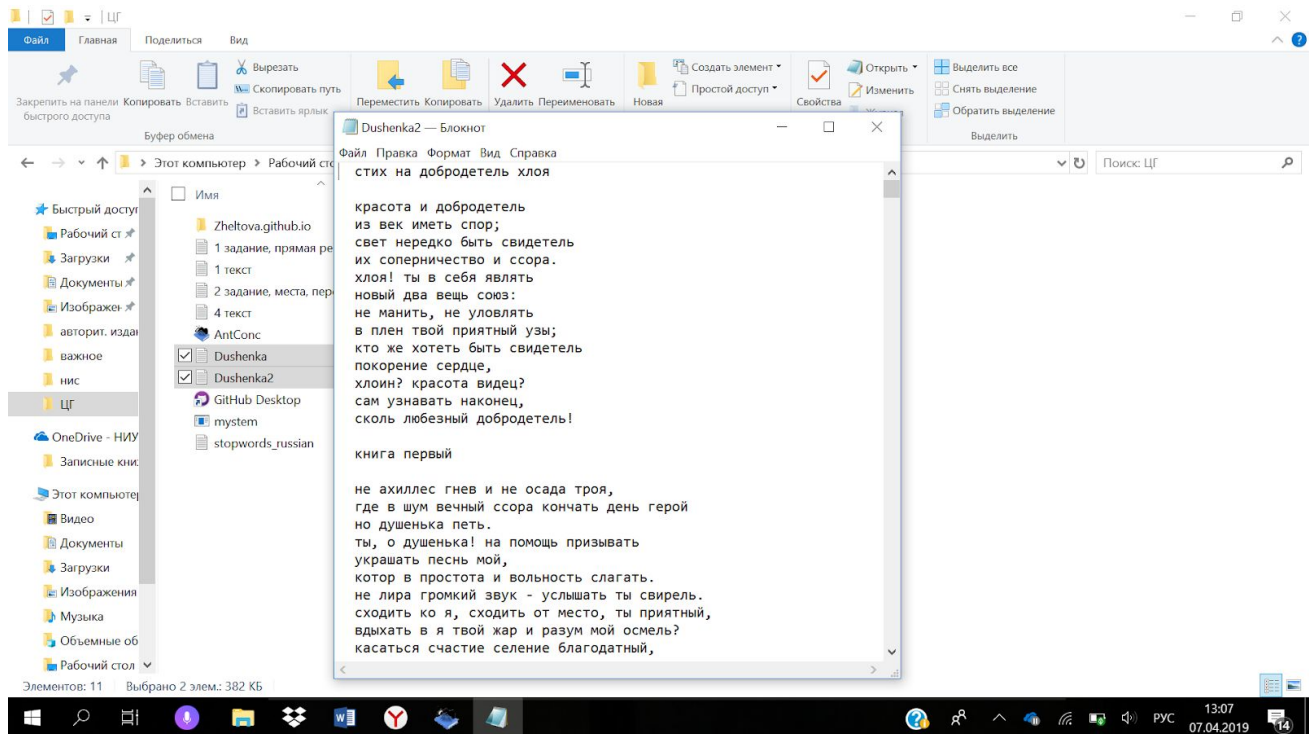 ЦГ
Файл Главная Поделиться Вид
Закрепить на панели быстрого доступа
Копировать
Вставить
Вырезать
Скопировать путь
Вставить ярлык
Буфер обмена
Переместить
Копировать
Удалить
Переименовать
Новая
Создать элемент
Простой доступ
Свойства
Открыть
Изменить
Выделить все
Снять выделение
Обратить выделение
Выделить
Этот компьютер > Рабочий сто
Поиск: ЦГ
Быстрый доступ
Рабочий ст
Загрузки
Документы
Изображен
авторит. издан
важное
нис
ЦГ
OneDrive - НИУ
Записные кни
Этот компьютер
Видео
Документы
Загрузки
Изображения
Музыка
Объемные об
Рабочий стол
Имя
Zheltova.github.io
1 задание, прямая ре
1 текст
2 задание, места, пер
4 текст
AntConc
Dushenka
Dushenka2
GitHub Desktop
mystem
stopwords_russian
Dushenka2 — Блокнот
Файл Правка Формат Вид Справка
стих на добродетель хлоя
красота и добродетель
из век иметь спор;
свет нередко быть свидетель
их соперничество и ссора.
хлоя! ты в себя являть
новый два вещь союз:
не манить, не уловлять
в плен твой приятный узы;
кто же хотеть быть свидетель
покорение сердце,
хлоин? красота видец?
сам узнавать наконец,
сколь любезный добродетель!
книга первый
не ахиллес гнев и не осада троя,
где в шум вечный ссора кончать день герой
но душенька петь.
ты, о душенька! на помощь призывать
украшать песнь мой,
котор в простота и вольность слагать.
не лира громкий звук - услышать ты свирель.
сходить ко я, сходить от место, ты приятный,
вдыхать в я твой жар и разум мой осмель?
касаться счастие селение благодатный,
Элементов: 11 Выбрано 2 элем.: 382 КБ
РУС
13:07
07.04.2019
14